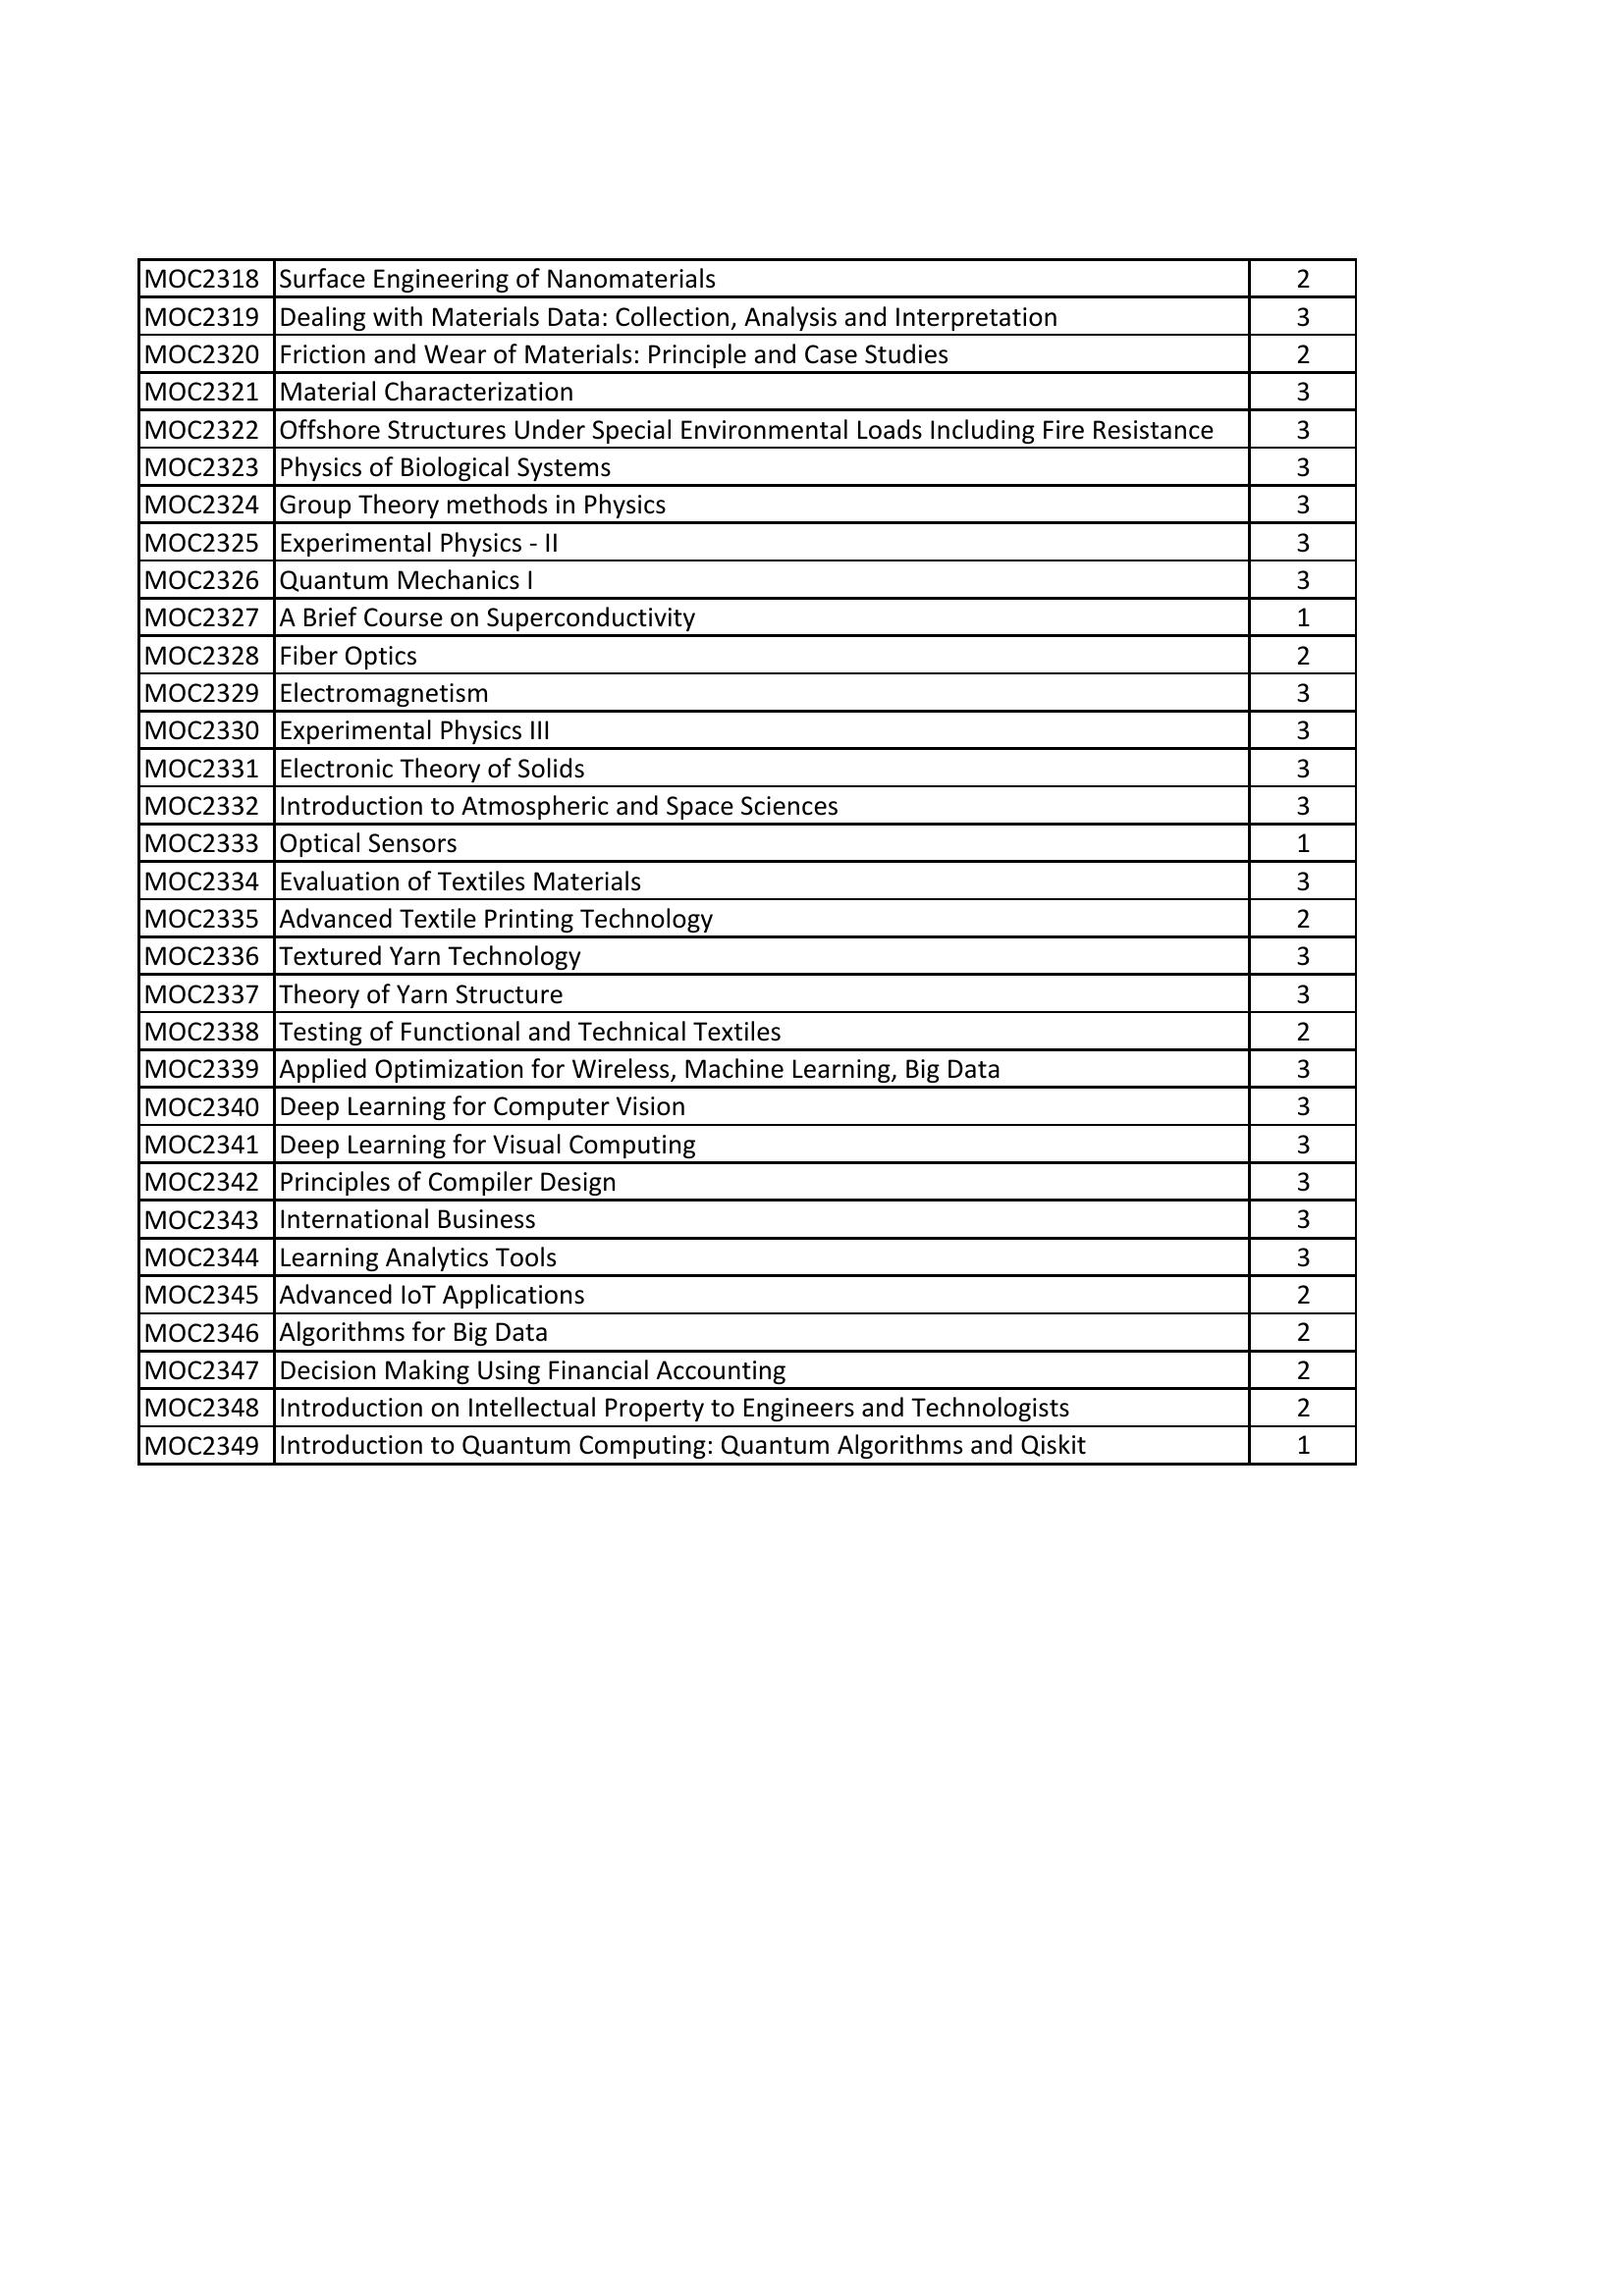 MOC2318 Surface Engineering of Nanomaterials 2
MOC2319 Dealing with Materials Data: Collection, Analysis and Interpretation 3
MOC2320 Friction and Wear of Materials: Principle and Case Studies 2
MOC2321 Material Characterization 3
MOC2322 Offshore Structures Under Special Environmental Loads Including Fire Resistance 3
MOC2323 Physics of Biological Systems 3
MOC2324 Group Theory methods in Physics 3
MOC2325 Experimental Physics - II 3
MOC2326 Quantum Mechanics I 3
MOC2327 A Brief Course on Superconductivity 1
MOC2328 Fiber Optics 2
MOC2329 Electromagnetism 3
MOC2330 Experimental Physics III 3
MOC2331 Electronic Theory of Solids 3
MOC2332 Introduction to Atmospheric and Space Sciences 3
MOC2333 Optical Sensors 1
MOC2334 Evaluation of Textiles Materials 3
MOC2335 Advanced Textile Printing Technology 2
MOC2336 Textured Yarn Technology 3
MOC2337 Theory of Yarn Structure 3
MOC2338 Testing of Functional and Technical Textiles 2
MOC2339 Applied Optimization for Wireless, Machine Learning, Big Data 3
MOC2340 Deep Learning for Computer Vision 3
MOC2341 Deep Learning for Visual Computing 3
MOC2342 Principles of Compiler Design 3
MOC2343 International Business 3
MOC2344 Learning Analytics Tools 3
MOC2345 Advanced IoT Applications 2
MOC2346 Algorithms for Big Data 2
MOC2347 Decision Making Using Financial Accounting 2
MOC2348 Introduction on Intellectual Property to Engineers and Technologists 2
MOC2349 Introduction to Quantum Computing: Quantum Algorithms and Qiskit 1